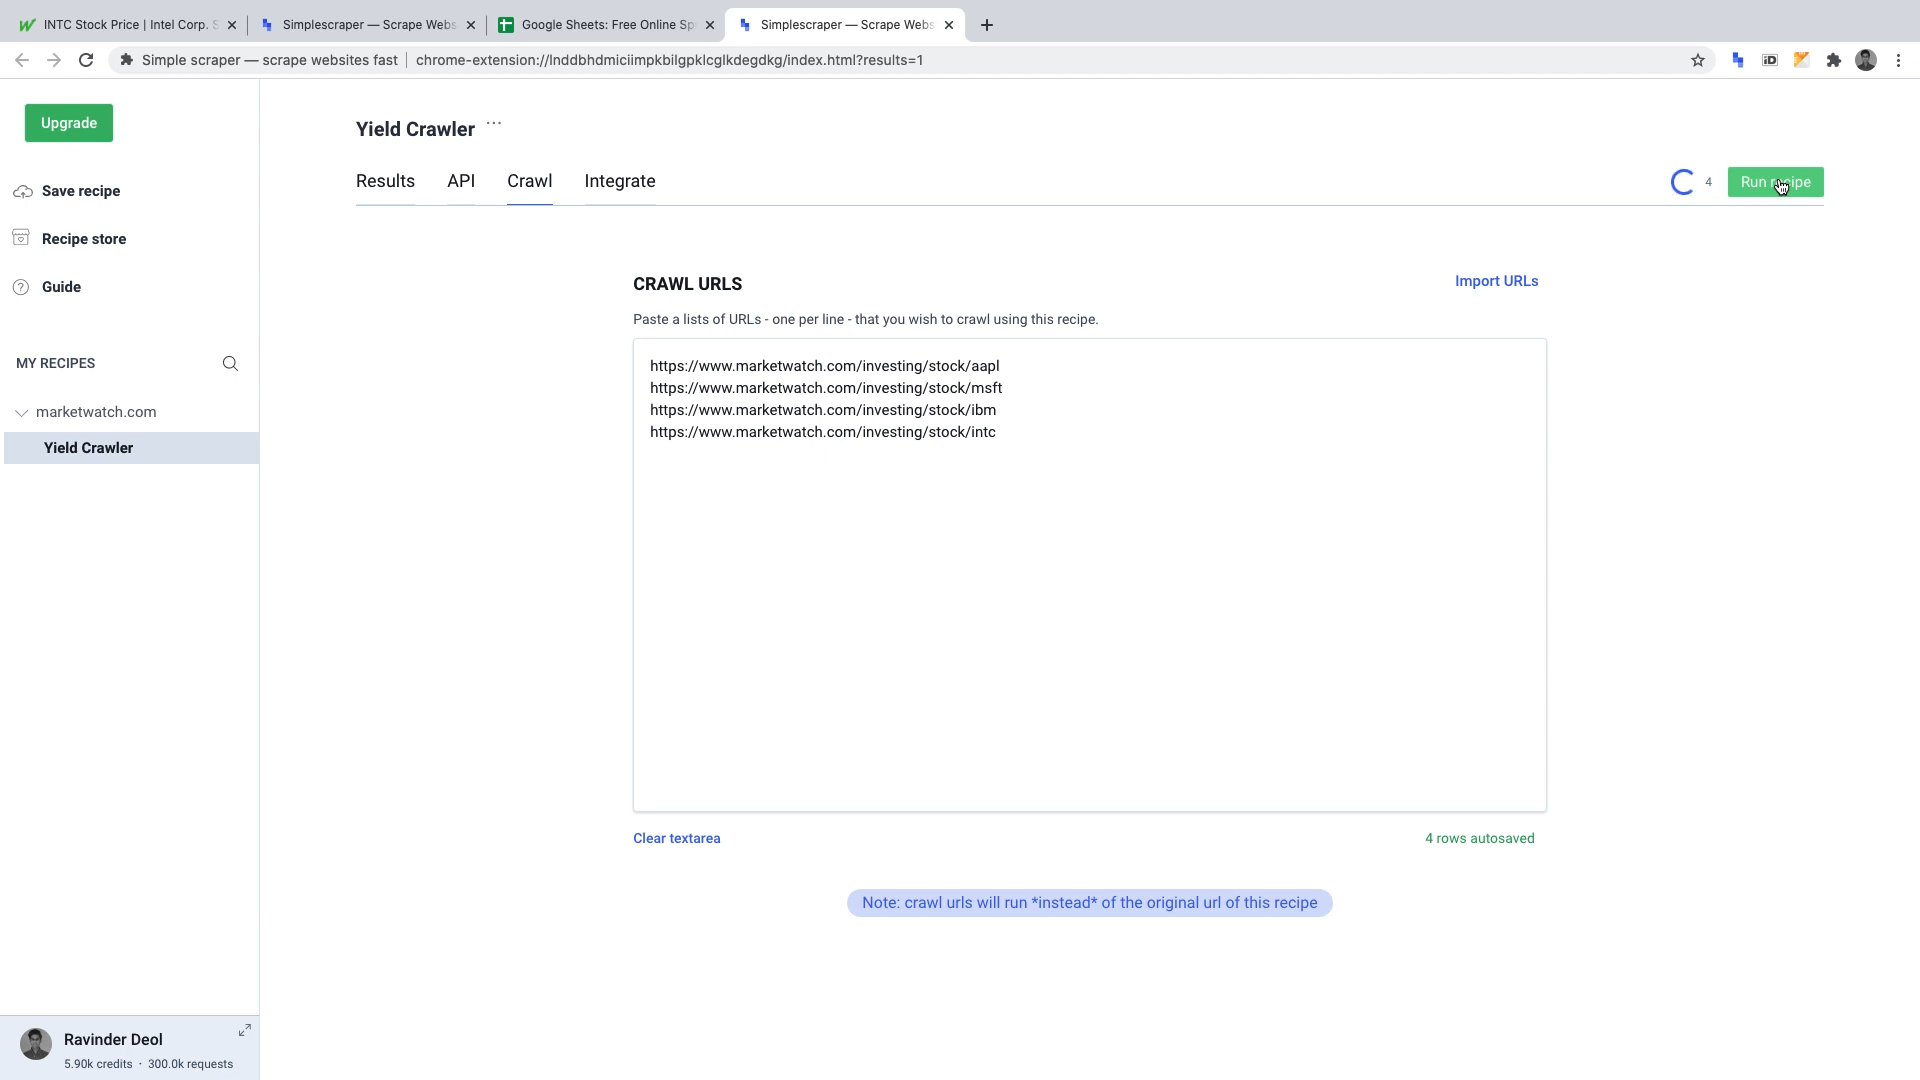 INTC Stock Price | Intel Corp. S
Simplescraper — Scrape Webs
Google Sheets: Free Online Sp
Simplescraper — Scrape Webs
Simple scraper — scrape websites fast
chrome-extension://lnddbhdmiciimpkbilgpklcglkdegdkg/index.html?results=1
Upgrade
Save recipe
Recipe store
Guide
MY RECIPES
marketwatch.com
Yield Crawler
Ravinder Deol
5.90k credits · 300.0k requests
Yield Crawler ...
Results API Crawl Integrate
4
Run recipe
CRAWL URLS
Import URLs
Paste a lists of URLs - one per line - that you wish to crawl using this recipe.
https://www.marketwatch.com/investing/stock/aapl
https://www.marketwatch.com/investing/stock/msft
https://www.marketwatch.com/investing/stock/ibm
https://www.marketwatch.com/investing/stock/intc
Clear textarea
4 rows autosaved
Note: crawl urls will run *instead* of the original url of this recipe